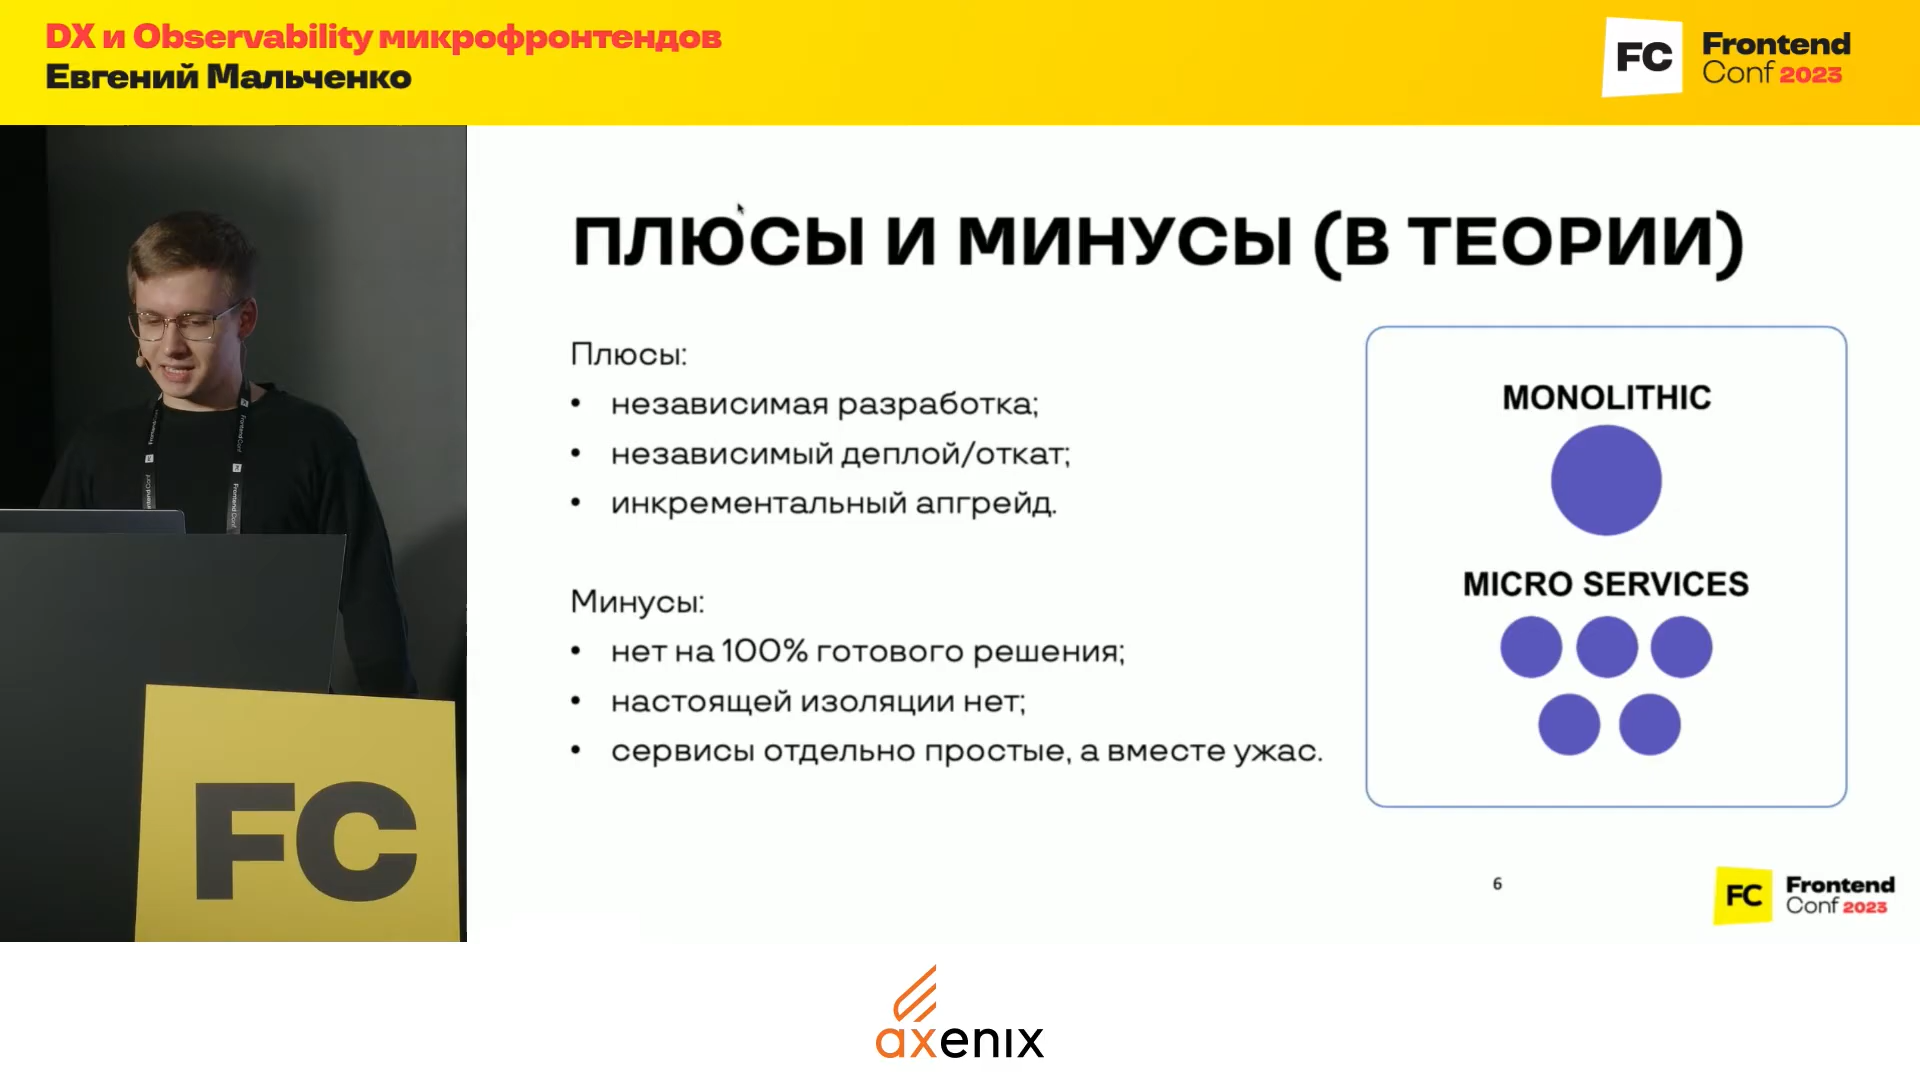 DX и Observability микрофронтендов
Евгений Мальченко
FC
Frontend
Conf 2023
ПЛЮСЫ И МИНУСЫ (В ТЕОРИИ)
Плюсы:
• независимая разработка;
• независимый деплой/откат;
• инкрементальный апгрейд.
Минусы:
• нет на 100% готового решения;
• настоящей изоляции нет;
• сервисы отдельно простые, а вместе ужас.
MONOLITHIC
MICRO SERVICES
6
FC
Frontend
Conf 2023
FC
axenix